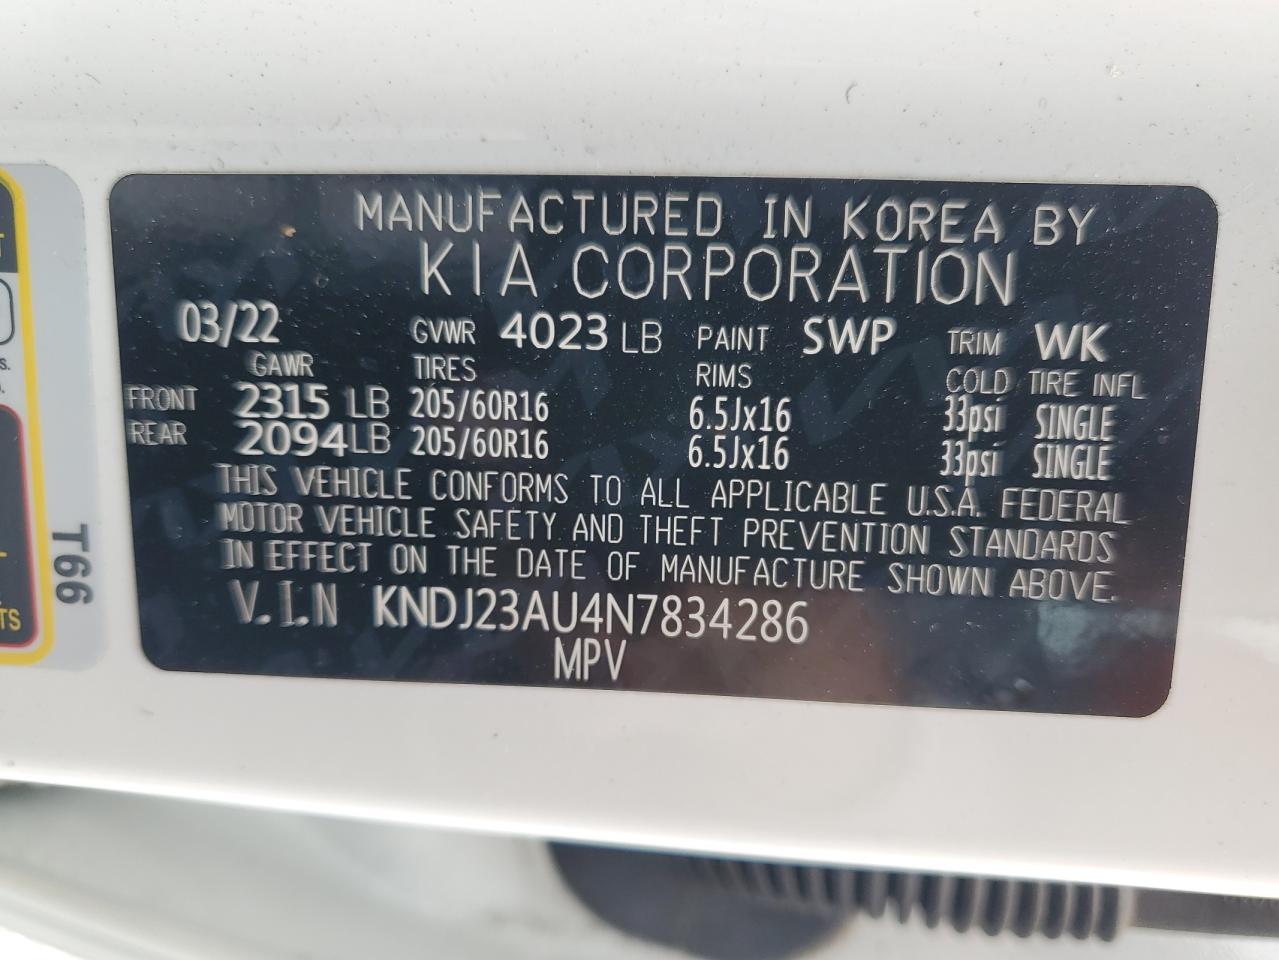 MANUFACTURED IN KOREA BY
KIA CORPORATION
03/22 GVWR 4023 LB PAINT SWP TRIM WK
GAWR TIRES RIMS COLD TIRE INFL
FRONT 2315 LB 205/60R16 6.5Jx16 33psi SINGLE
REAR 2094LB 205/60R16 6.5Jx16 33psi SINGLE
THIS VEHICLE CONFORMS TO ALL APPLICABLE U.S.A. FEDERAL
MOTOR VEHICLE SAFETY AND THEFT PREVENTION STANDARDS
IN EFFECT ON THE DATE OF MANUFACTURE SHOWN ABOVE.
V.I.N KNDJ23AU4N7834286
MPV
T66